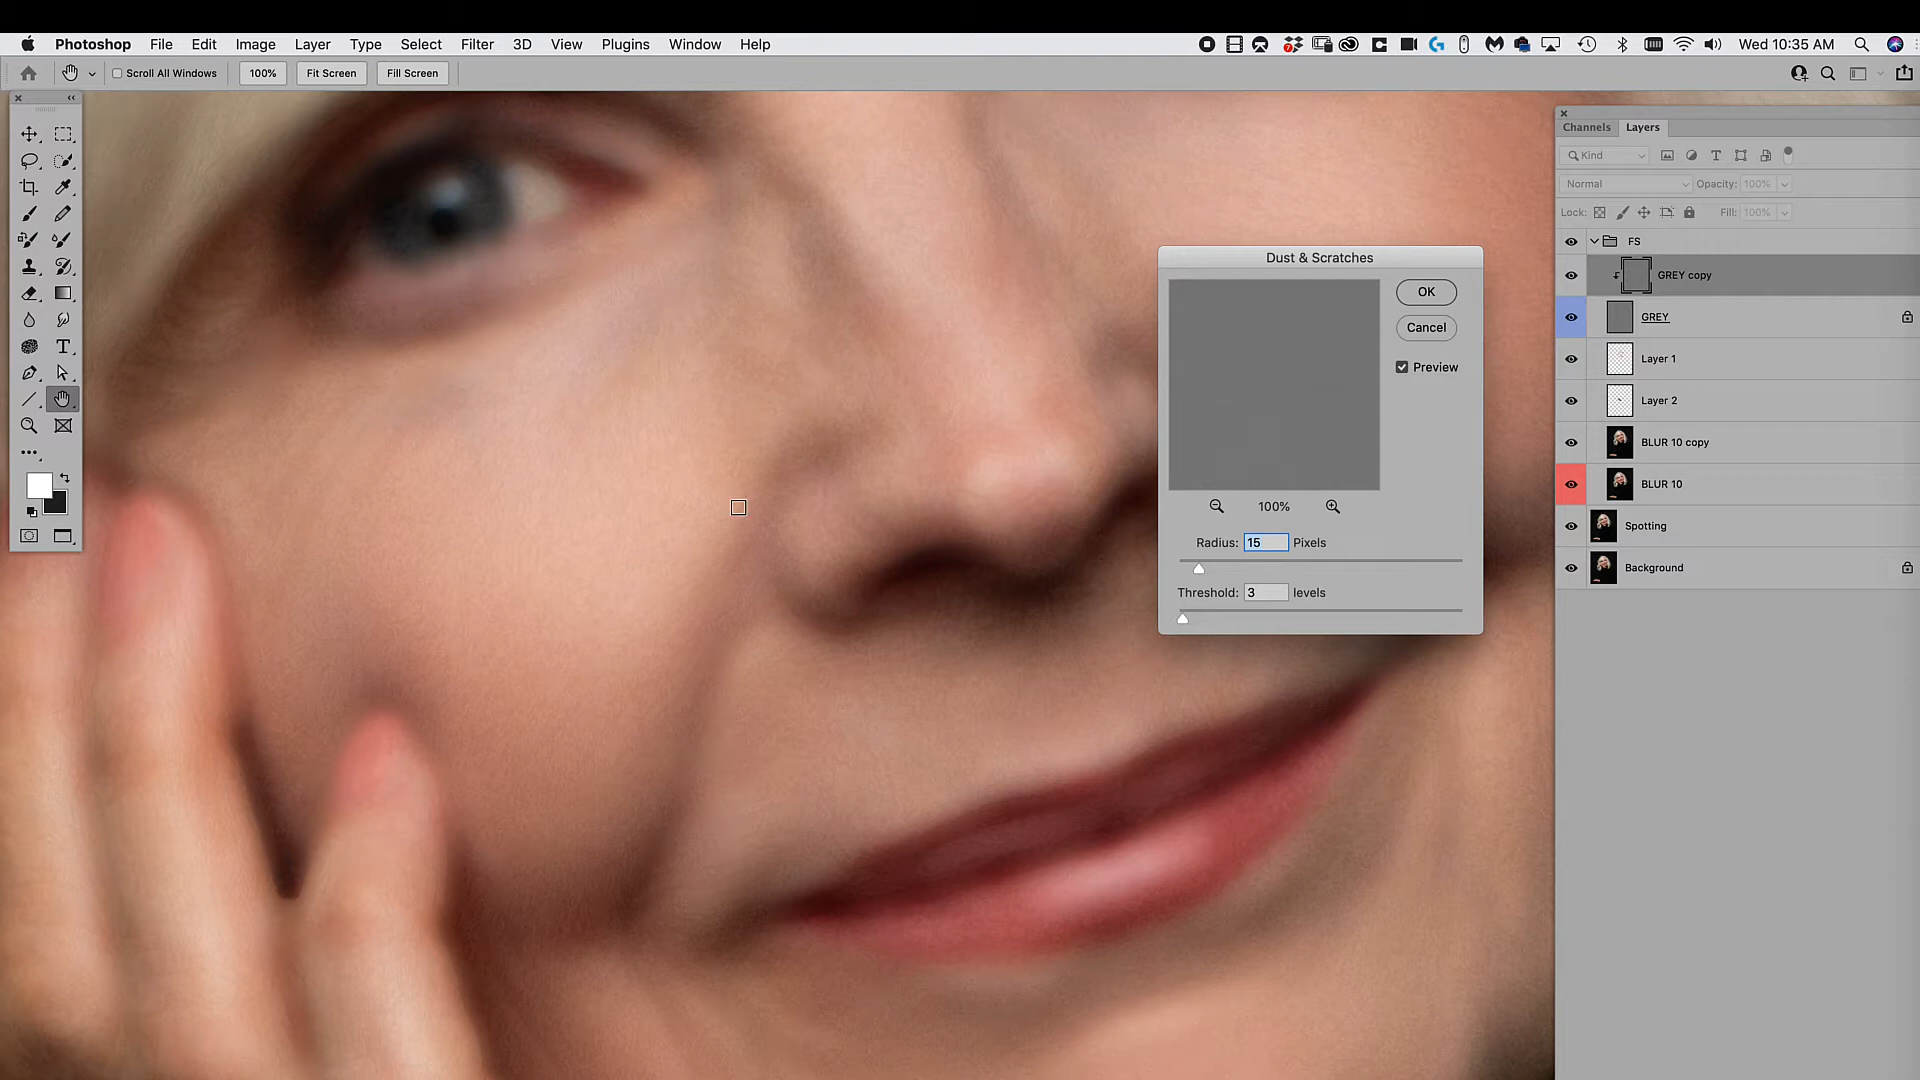 Photoshop File Edit Image Layer Type Select Filter 3D View Plugins Window Help Wed 10:35 AM
Scroll All Windows 100% Fit Screen Fill Screen
Channels Layers
Kind
Normal Opacity: 100%
Lock: Fill: 100%
FS
GREY copy
GREY
Layer 1
Layer 2
BLUR 10 copy
BLUR 10
Spotting
Background
Dust & Scratches
OK
Cancel
Preview
100%
Radius: 15 Pixels
Threshold: 3 levels